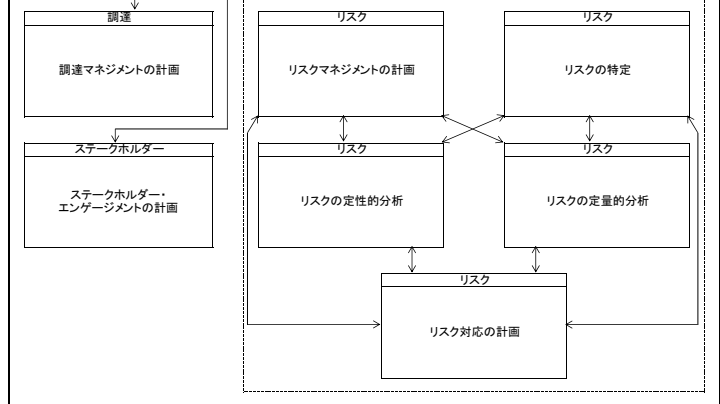 調達
調達マネジメントの計画
リスク
リスクマネジメントの計画
リスク
リスクの特定
ステークホルダー
ステークホルダー・
エンゲージメントの計画
リスク
リスクの定性的分析
リスク
リスクの定量的分析
リスク
リスク対応の計画